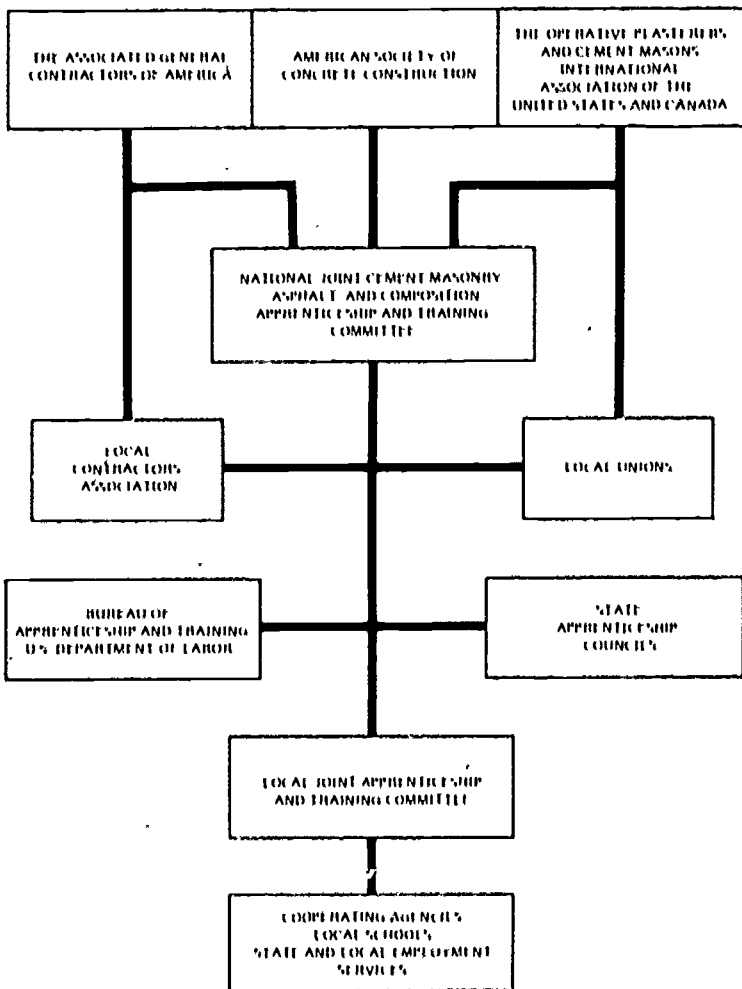 THE ASSOCIATED GENERAL
CONTRACTORS OF AMERICA
AMERICAN SOCIETY OF
CONCRETE CONSTRUCTION
THE OPERATIVE PLASTERERS
AND CEMENT MASONS
INTERNATIONAL
ASSOCIATION OF THE
UNITED STATES AND CANADA
NATIONAL JOINT CEMENT MASONRY
ASPHALT AND COMPOSITION
APPRENTICESHIP AND TRAINING
COMMITTEE
LOCAL
CONTRACTORS
ASSOCIATION
LOCAL UNIONS
BUREAU OF
APPRENTICESHIP AND TRAINING
U.S. DEPARTMENT OF LABOR
STATE
APPRENTICESHIP
COUNCILS
LOCAL JOINT APPRENTICESHIP
AND TRAINING COMMITTEE
COOPERATING AGENCIES
LOCAL SCHOOLS
STATE AND LOCAL EMPLOYMENT
SERVICES